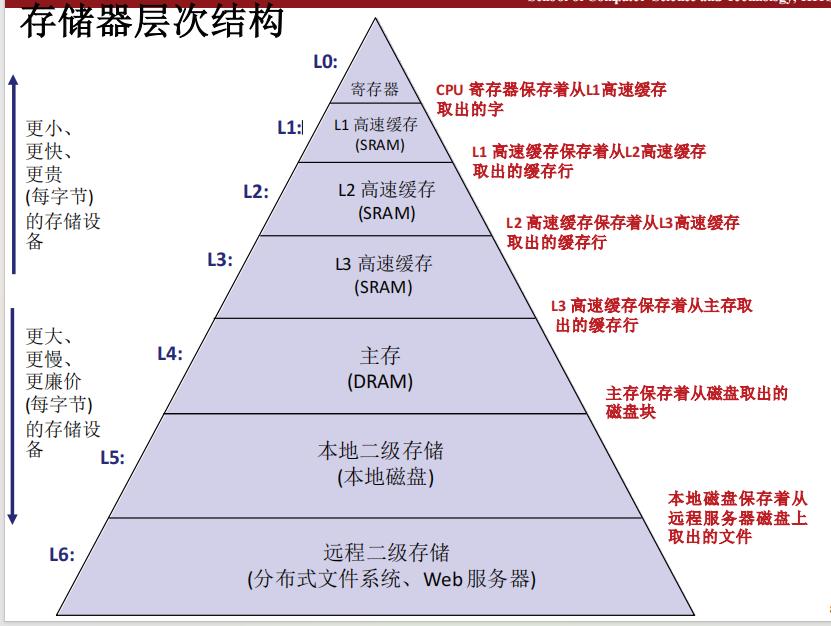 存储器层次结构
L0:
寄存器
CPU 寄存器保存着从L1高速缓存
取出的字
L1:
L1 高速缓存
(SRAM)
L1 高速缓存保存着从L2高速缓存
取出的缓存行
更小、
更快、
更贵
(每字节)
的存储设
备
L2:
L2 高速缓存
(SRAM)
L2 高速缓存保存着从L3高速缓存
取出的缓存行
L3:
L3 高速缓存
(SRAM)
L3 高速缓存保存着从主存取
出的缓存行
更大、
更慢、
更廉价
(每字节)
的存储设
备
L4:
主存
(DRAM)
主存保存着从磁盘取出的
磁盘块
L5:
本地二级存储
(本地磁盘)
本地磁盘保存着从
远程服务器磁盘上
取出的文件
L6:
远程二级存储
(分布式文件系统、Web服务器)